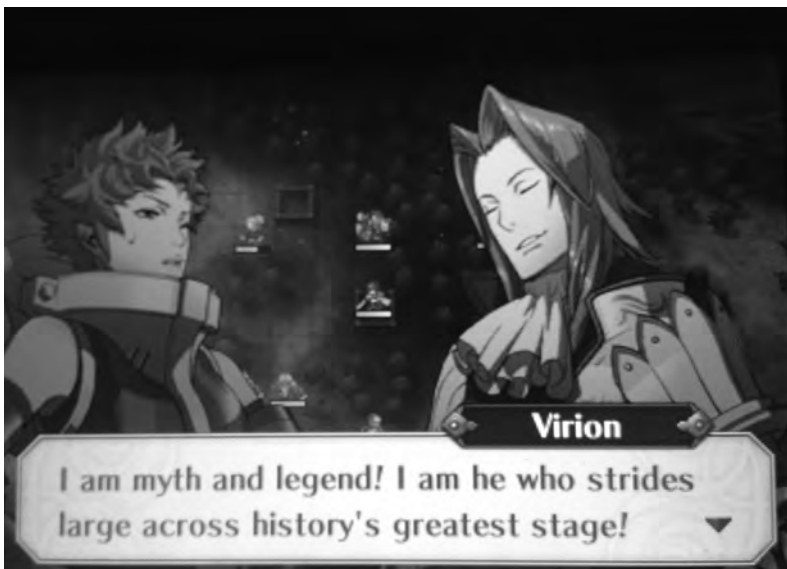 Virion
I am myth and legend! I am he who strides
large across history's greatest stage!